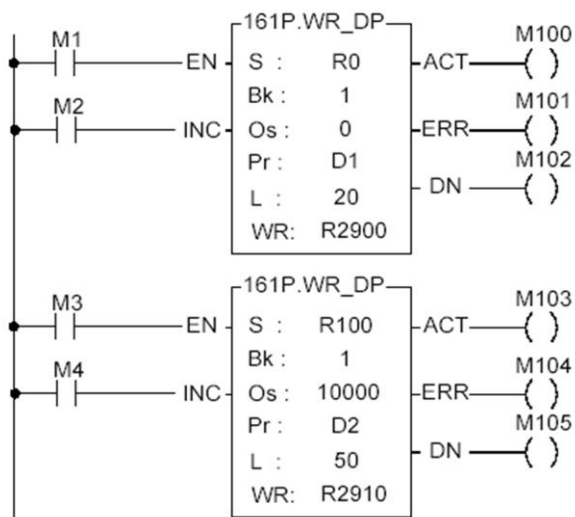 161P.WR_DP
M1 EN S : R0 ACT M100
Bk : 1
M2 INC Os : 0 ERR M101
Pr : D1
DN M102
L : 20
WR: R2900
161P.WR_DP
M3 EN S : R100 ACT M103
Bk : 1
M4 INC Os : 10000 ERR M104
Pr : D2
DN M105
L : 50
WR: R2910